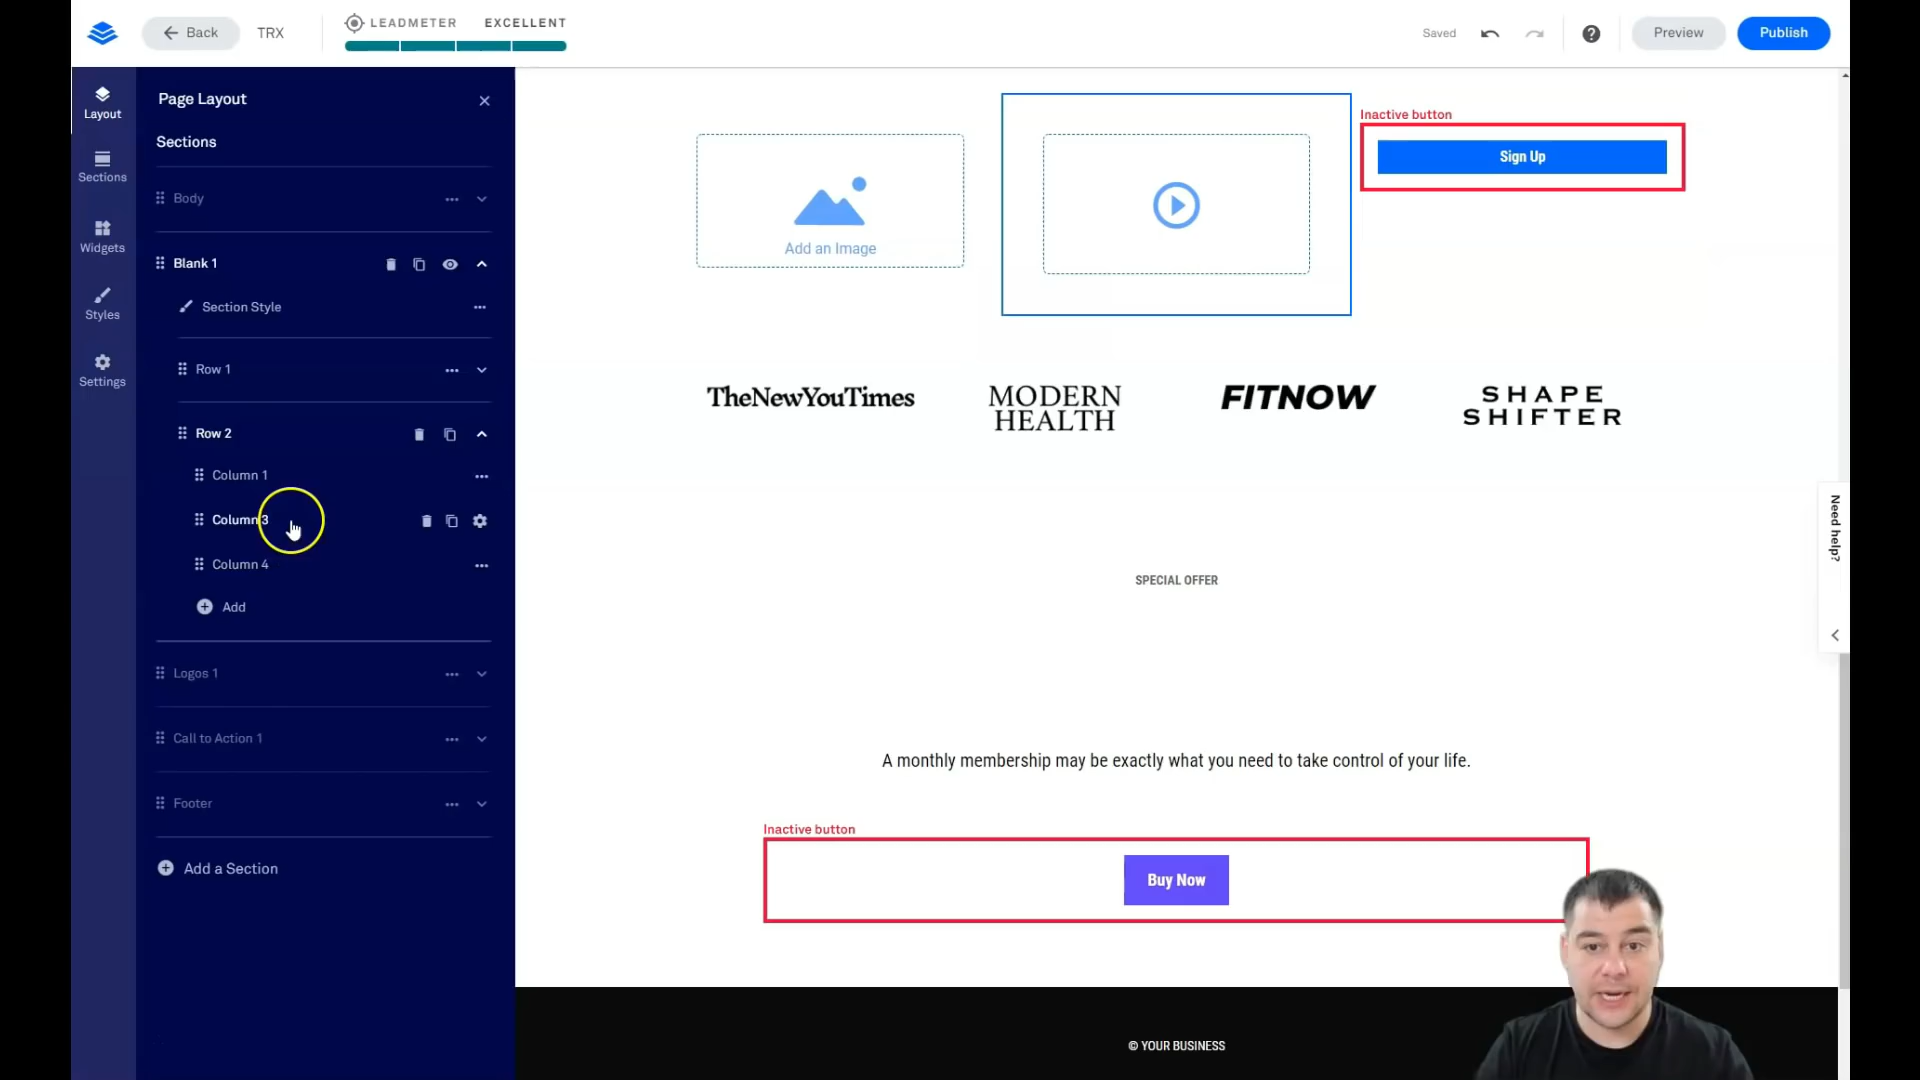 Back
TRX
LEADMETER
EXCELLENT
Saved
Preview
Publish
Layout
Sections
Widgets
Styles
Settings
Page Layout
Sections
Body
Blank 1
Section Style
Row 1
Row 2
Column 1
Column 3
Column 4
Add
Logos 1
Call to Action 1
Footer
Add a Section
Add an Image
Inactive button
Sign Up
TheNewYouTimes
MODERN
HEALTH
FITNOW
SHAPE
SHIFTER
SPECIAL OFFER
A monthly membership may be exactly what you need to take control of your life.
Inactive button
Buy Now
© YOUR BUSINESS
Need help?